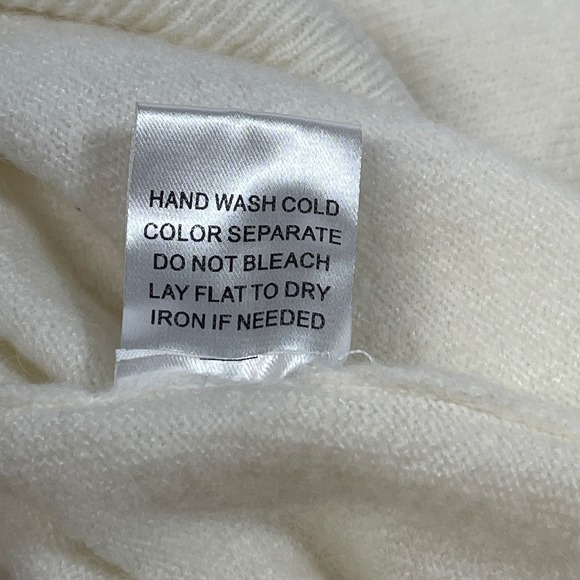 HAND WASH COLD
COLOR SEPARATE
DO NOT BLEACH
LAY FLAT TO DRY
IRON IF NEEDED